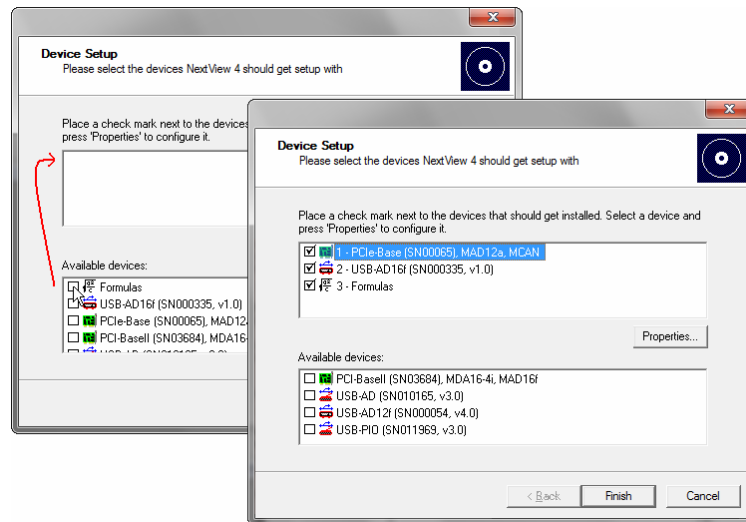 Device Setup
Please select the devices NextView 4 should get setup with
Place a check mark next to the devices
press 'Properties' to configure it.
Available devices:
Formulas
USB-AD16f (SN000335, v1.0)
PCIe-Base (SN00065), MAD12
PCI-BaseII (SN03684), MDA16-
Device Setup
Please select the devices NextView 4 should get setup with
Place a check mark next to the devices that should get installed. Select a device and
press 'Properties' to configure it.
1 - PCIe-Base (SN00065), MAD12a, MCAN
2 - USB-AD16f (SN000335, v1.0)
3 - Formulas
Properties...
Available devices:
PCI-BaseII (SN03684), MDA16-4i, MAD16f
USB-AD (SN010165, v3.0)
USB-AD12f (SN000054, v4.0)
USB-PIO (SN011969, v3.0)
< Back
Finish
Cancel